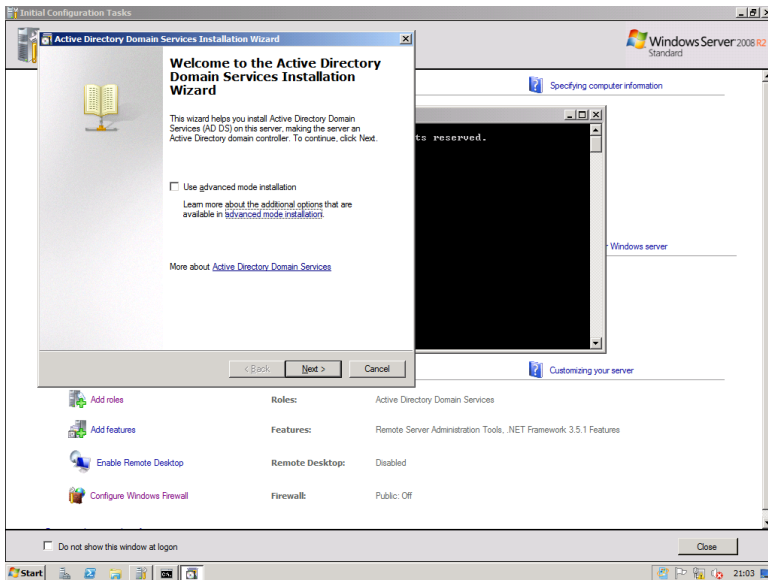 Initial Configuration Tasks
Active Directory Domain Services Installation Wizard
Windows Server 2008 R2
Standard
Welcome to the Active Directory
Domain Services Installation
Wizard
This wizard helps you install Active Directory Domain
Services (AD DS) on this server, making the server an
Active Directory domain controller. To continue, click Next.
Use advanced mode installation
Learn more about the additional options that are
available in advanced mode installation.
More about Active Directory Domain Services
< Back
Next >
Cancel
Specifying computer information
ts reserved.
Windows server
Customizing your server
Add roles
Roles:
Active Directory Domain Services
Add features
Features:
Remote Server Administration Tools, .NET Framework 3.5.1 Features
Enable Remote Desktop
Remote Desktop:
Disabled
Configure Windows Firewall
Firewall:
Public: Off
Do not show this window at logon
Close
Start
21:03